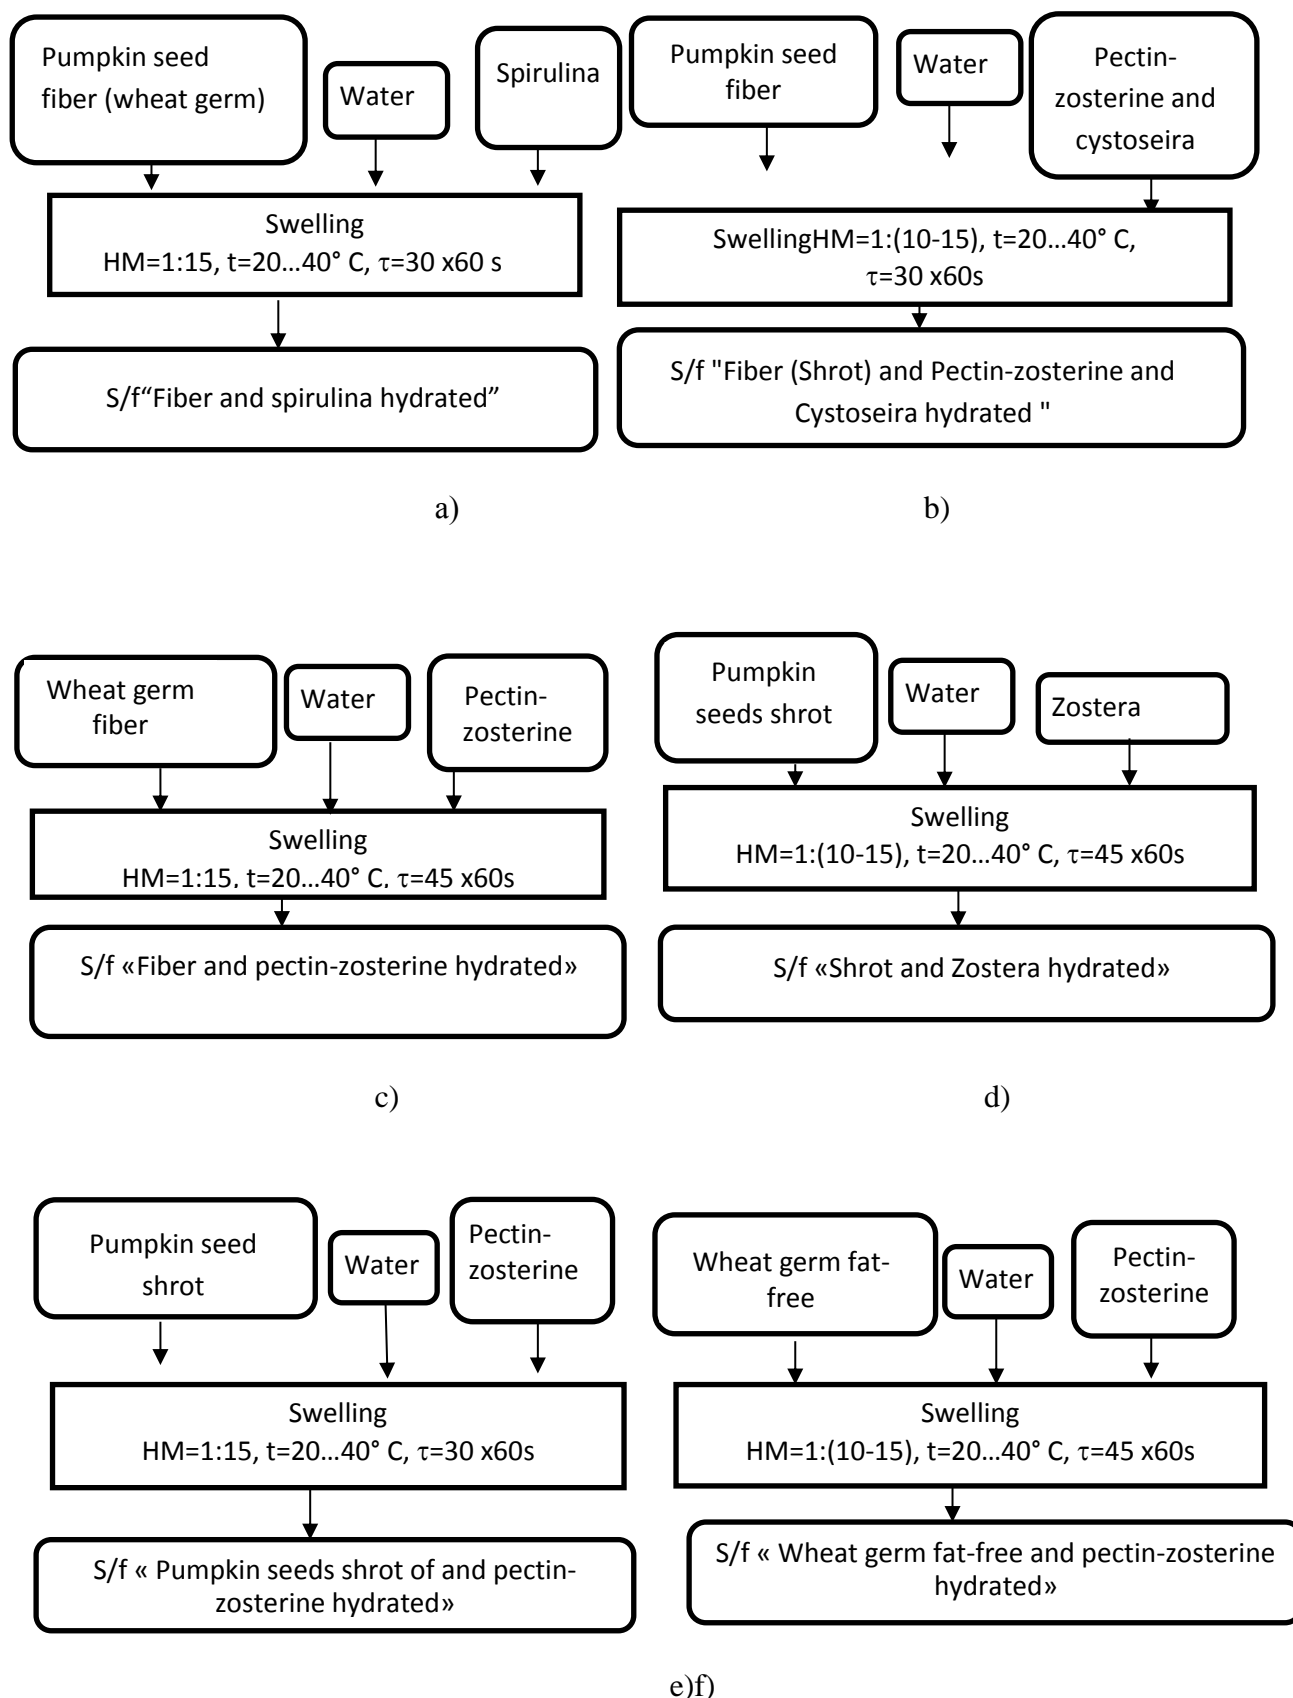 Pumpkin seed
fiber (wheat germ)
Water
Spirulina
Swelling
HM=1:15, t=20...40° C, τ=30 x60 s
S/f“Fiber and spirulina hydrated”
a)
Pumpkin seed
fiber
Water
Pectin-
zosterine and
cystoseira
SwellingHM=1:(10-15), t=20...40° C,
τ=30 x60s
S/f "Fiber (Shrot) and Pectin-zosterine and
Cystoseira hydrated "
b)
Wheat germ
fiber
Water
Pectin-
zosterine
Swelling
HM=1:15, t=20...40° C, τ=45 x60s
S/f «Fiber and pectin-zosterine hydrated»
c)
Pumpkin
seeds shrot
Water
Zostera
Swelling
HM=1:(10-15), t=20...40° C, τ=45 x60s
S/f «Shrot and Zostera hydrated»
d)
Pumpkin seed
shrot
Water
Pectin-
zosterine
Swelling
HM=1:15, t=20...40° C, τ=30 x60s
S/f « Pumpkin seeds shrot of and pectin-
zosterine hydrated»
Wheat germ fat-
free
Water
Pectin-
zosterine
Swelling
HM=1:(10-15), t=20...40° C, τ=45 x60s
S/f « Wheat germ fat-free and pectin-zosterine
hydrated»
e)f)